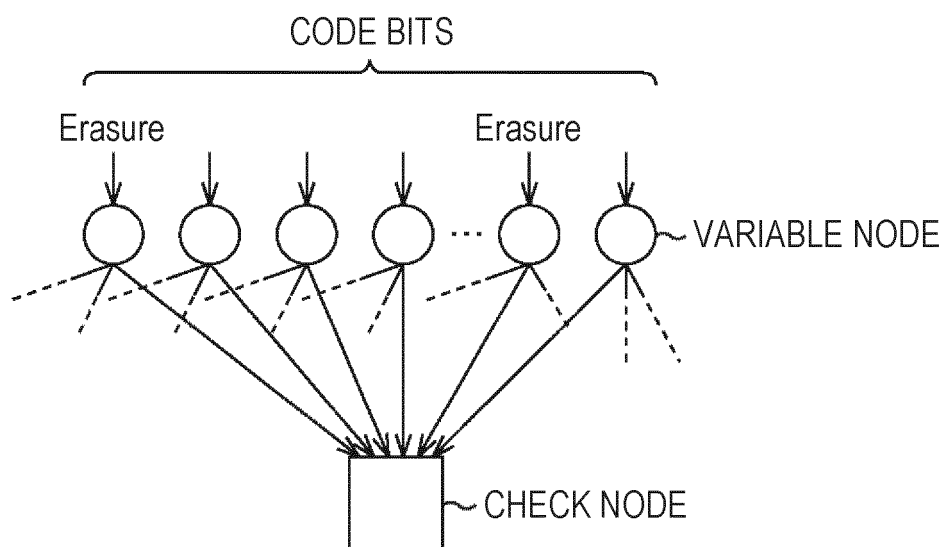 CODE BITS
Erasure Erasure
...
VARIABLE NODE
CHECK NODE